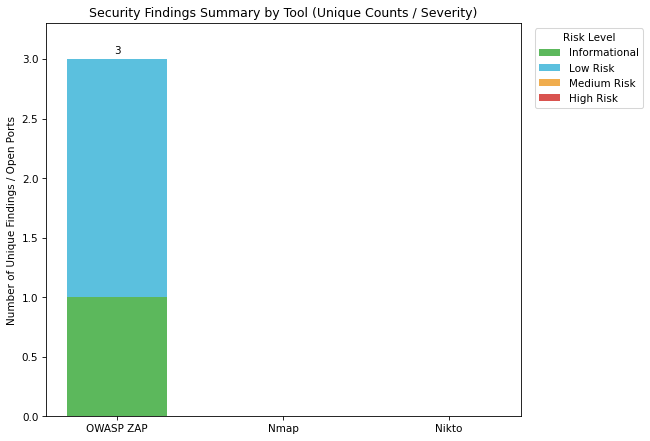 Security Findings Summary by Tool (Unique Counts / Severity)
Number of Unique Findings / Open Ports
3.0
2.5
2.0
1.5
1.0
0.5
0.0
3
OWASP ZAP
Nmap
Nikto
Risk Level
Informational
Low Risk
Medium Risk
High Risk